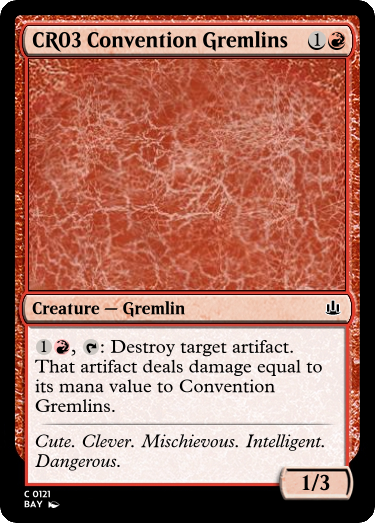 CR03 Convention Gremlins 1
Creature — Gremlin
1, : Destroy target artifact.
That artifact deals damage equal to
its mana value to Convention
Gremlins.
Cute. Clever. Mischievous. Intelligent.
Dangerous.
1/3
C 0121
BAY